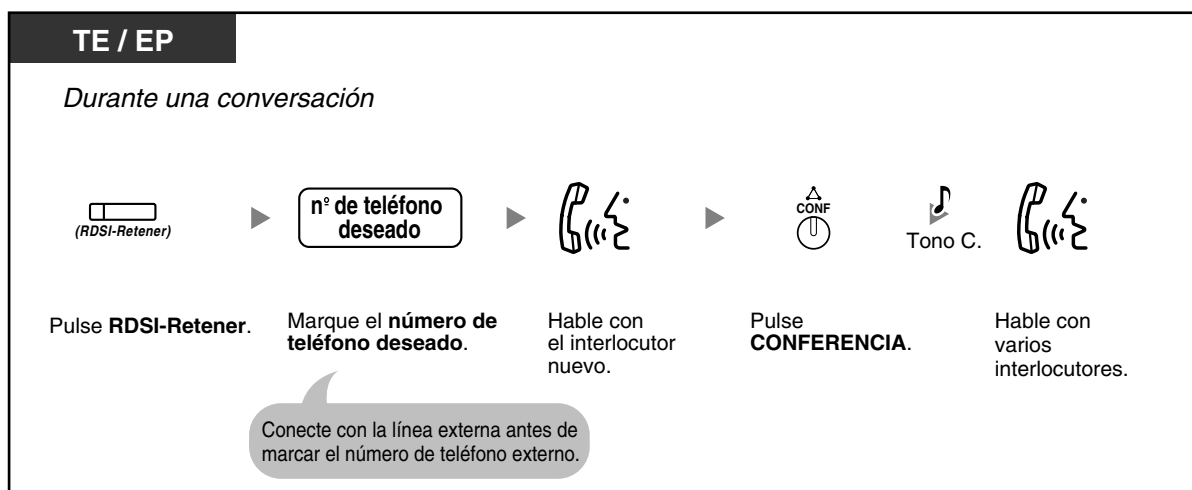 TE / EP
Durante una conversación
(RDSI-Retener)
nº de teléfono
deseado
CONF
Tono C.
Pulse RDSI-Retener.
Marque el número de
teléfono deseado.
Hable con
el interlocutor
nuevo.
Pulse
CONFERENCIA.
Hable con
varios
interlocutores.
Conecte con la línea externa antes de
marcar el número de teléfono externo.